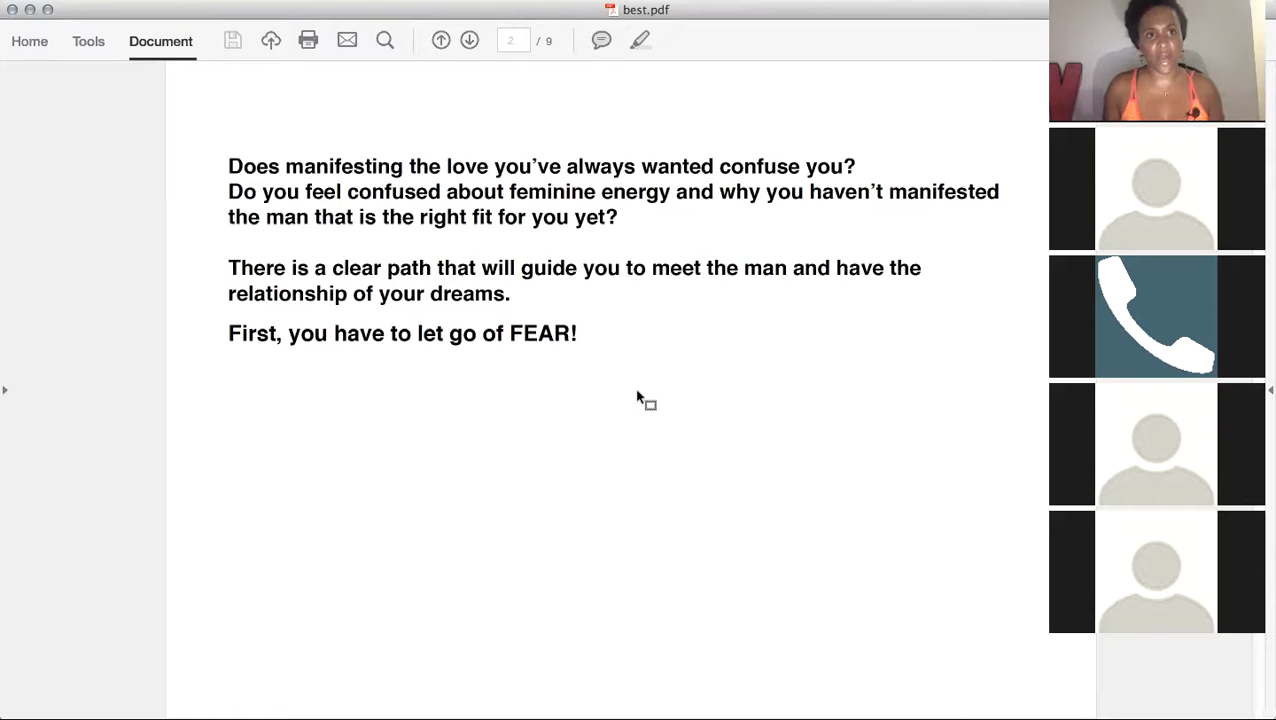 best.pdf
Home Tools Document 2 / 9
Does manifesting the love you've always wanted confuse you?
Do you feel confused about feminine energy and why you haven't manifested
the man that is the right fit for you yet?
There is a clear path that will guide you to meet the man and have the
relationship of your dreams.
First, you have to let go of FEAR!